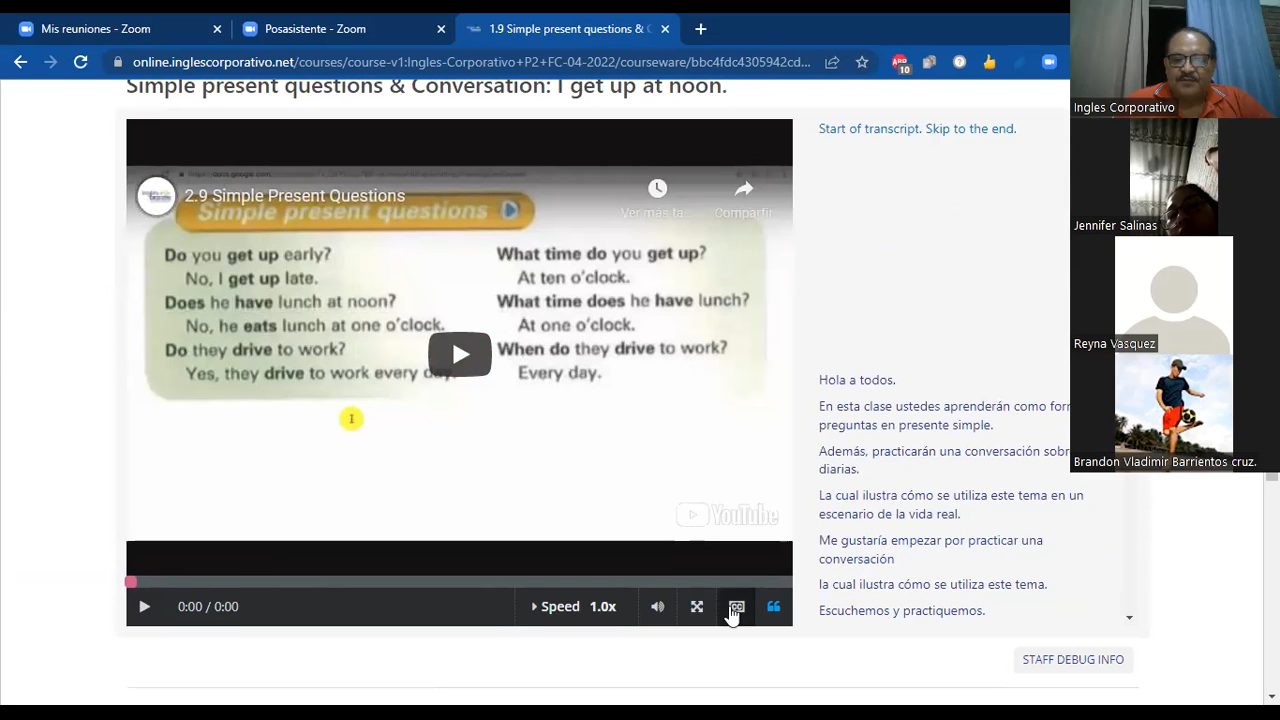 Mis reuniones - Zoom
Posasistente - Zoom
1.9 Simple present questions & C
online.inglescorporativo.net/courses/course-v1:Ingles-Corporativo+P2+FC-04-2022/courseware/bbc4fdc4305942cd...
10
Simple present questions & Conversation: I get up at noon.
2.9 Simple Present Questions
Ver más ta
Compartir
Simple present questions
Do you get up early?
No, I get up late.
Does he have lunch at noon?
No, he eats lunch at one o'clock.
Do they drive to work?
Yes, they drive to work every day.
What time do you get up?
At ten o'clock.
What time does he have lunch?
At one o'clock.
When do they drive to work?
Every day.
YouTube
0:00 / 0:00
Speed 1.0x
Start of transcript. Skip to the end.
Hola a todos.
En esta clase ustedes aprenderán como for
preguntas en presente simple.
Además, practicarán una conversación sobr
diarias.
La cual ilustra cómo se utiliza este tema en un
escenario de la vida real.
Me gustaría empezar por practicar una
conversación
la cual ilustra cómo se utiliza este tema.
Escuchemos y practiquemos.
STAFF DEBUG INFO
Ingles Corporativo
Jennifer Salinas
Reyna Vasquez
Brandon Vladimir Barrientos cruz.